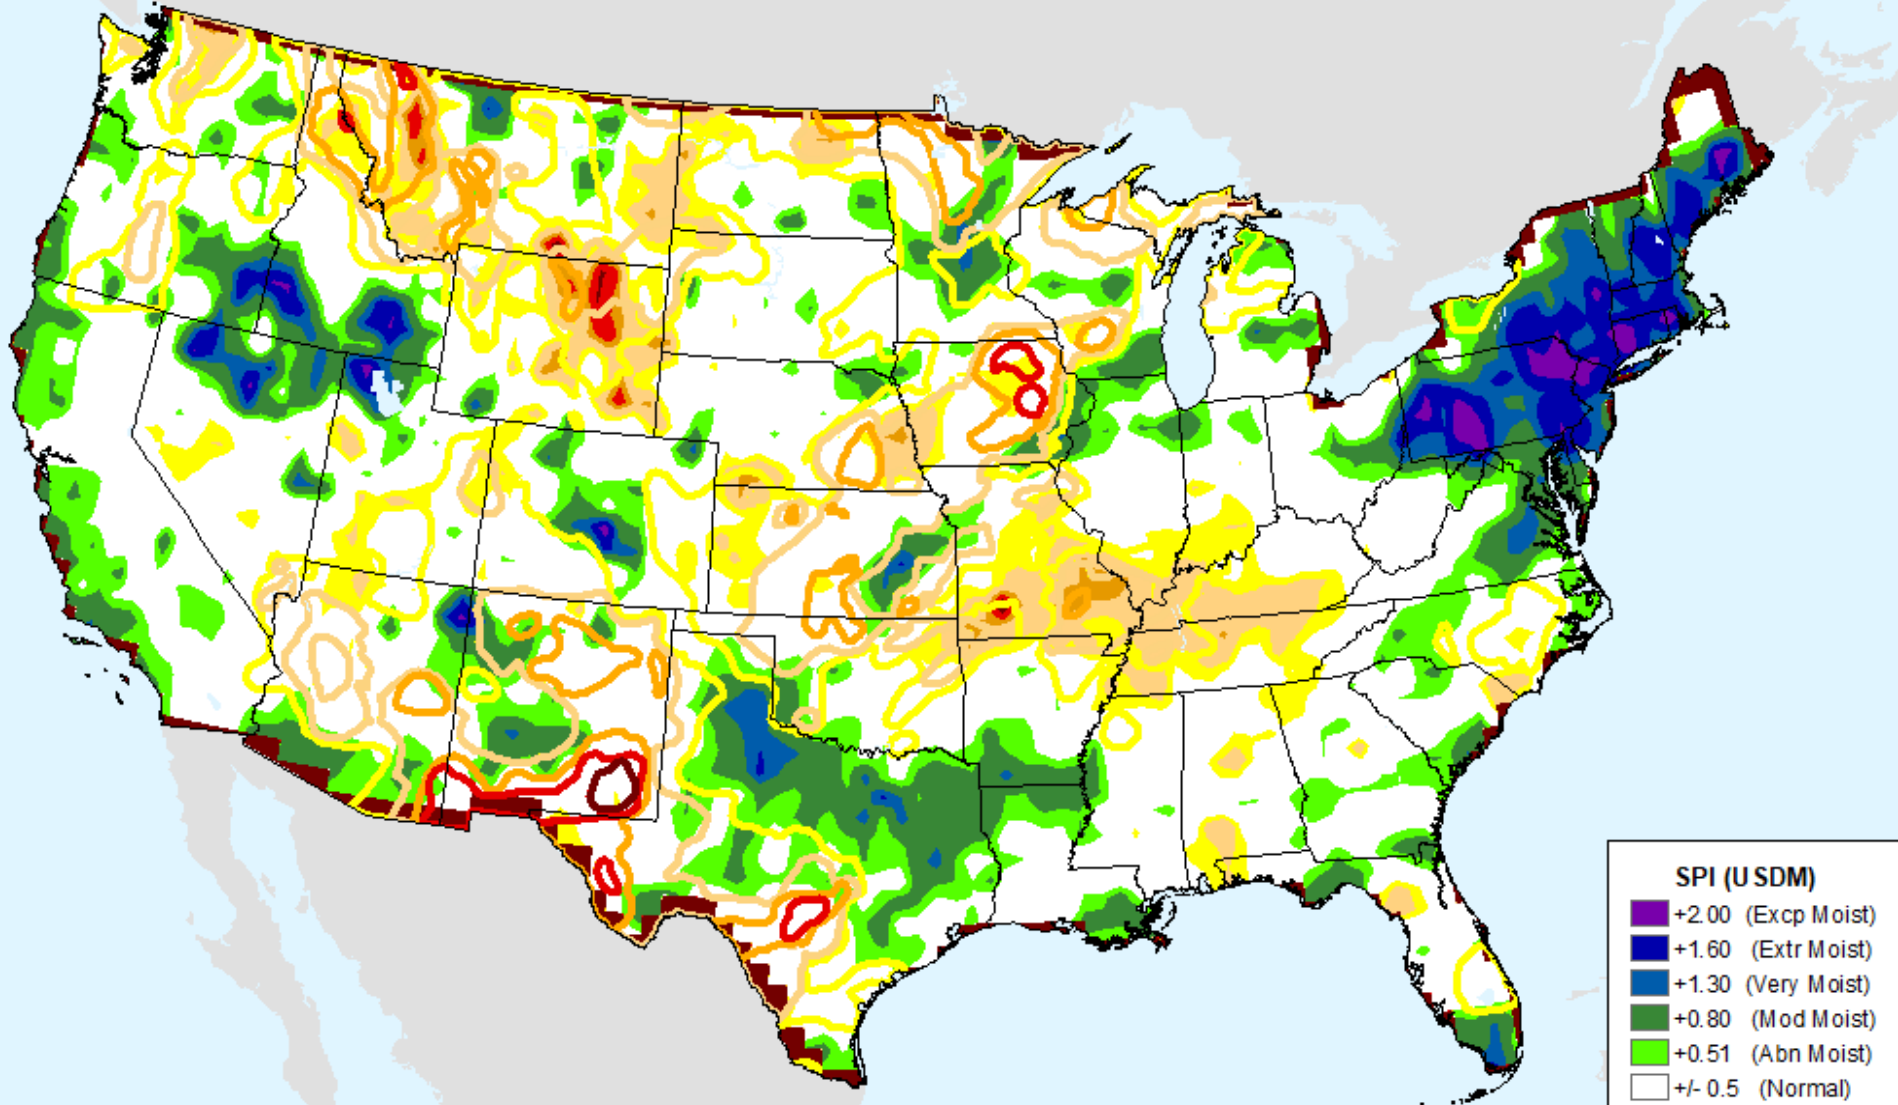 SPI (USDM)
+2.00 (Excp Moist)
+1.60 (Extr Moist)
+1.30 (Very Moist)
+0.80 (Mod Moist)
+0.51 (Abn Moist)
+/- 0.5 (Normal)